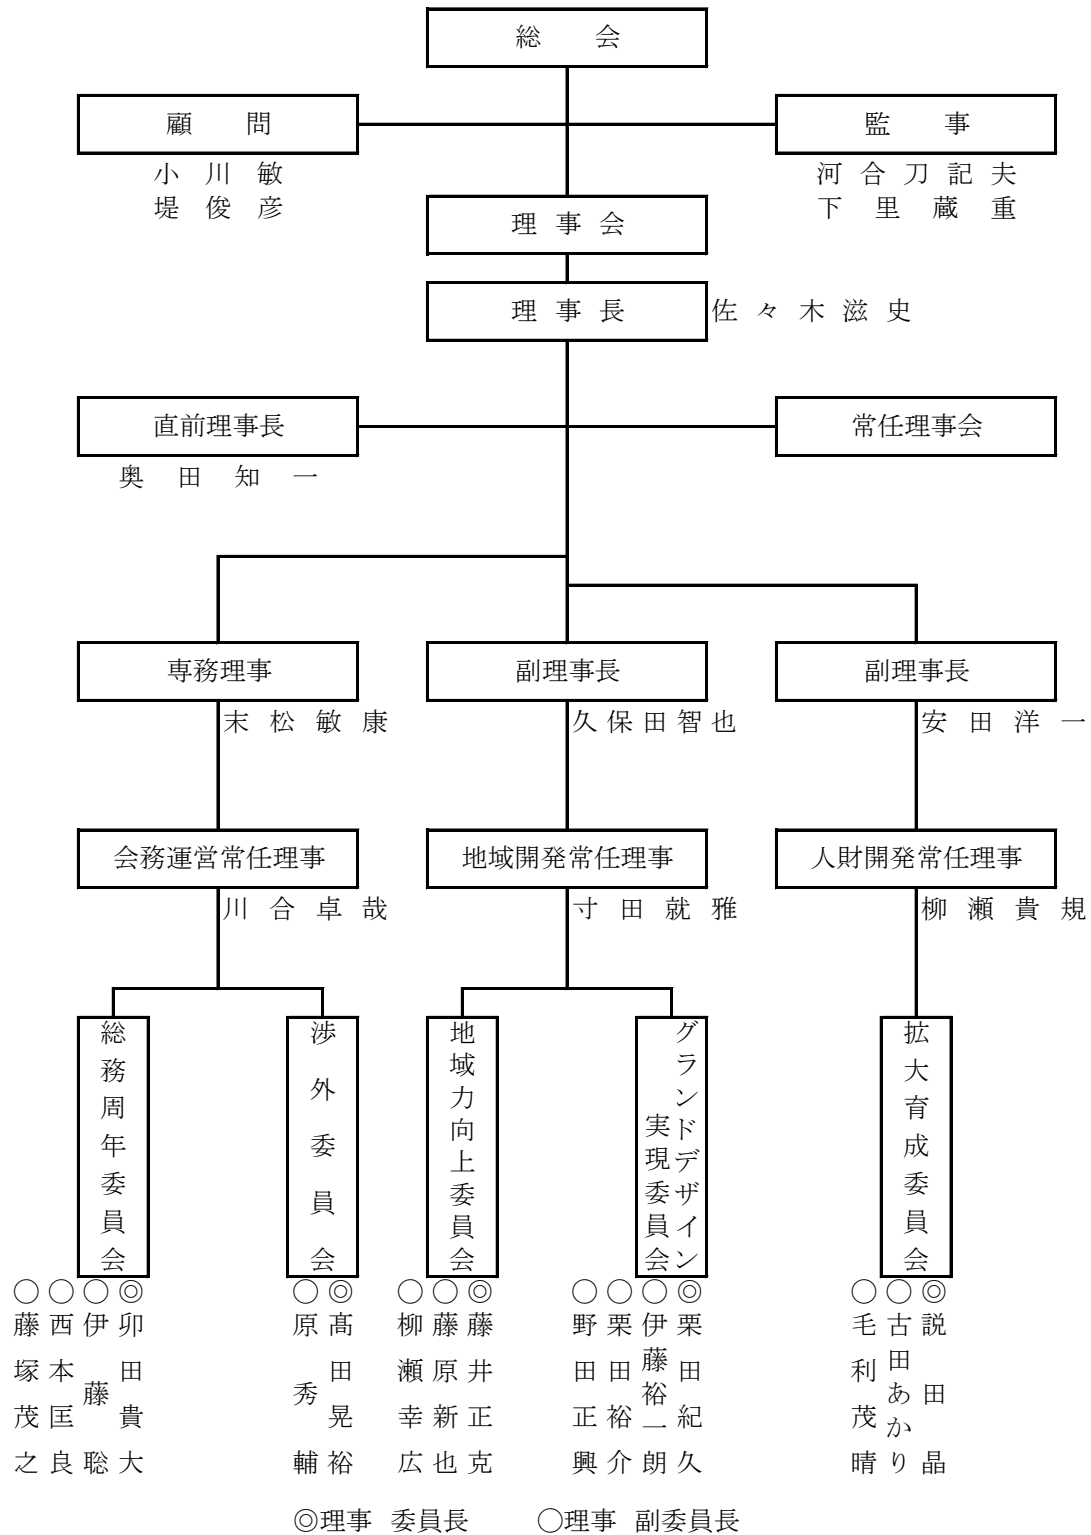 総会
顧問
監事
小川敏
堤俊彦
河合刀記夫
下里蔵重
理事会
理事長
佐々木滋史
直前理事長
常任理事会
奥田知一
専務理事
副理事長
副理事長
末松敏康
久保田智也
安田洋一
会務運営常任理事
地域開発常任理事
人財開発常任理事
川合卓哉
寸田就雅
柳瀬貴規
総務周年委員会
渉外委員会
地域力向上委員会
グランドデザイン
実現委員会
拡大育成委員会
○藤塚茂之
○西本匡良
○伊藤聡
◎卯田貴大
○原秀輔
◎髙田晃裕
○柳瀬幸広
○藤原新也
◎藤井正克
○野田正興
○栗田裕介
○伊藤裕一朗
◎栗田紀久
○毛利茂晴
○古田あかり
◎説田晶
◎理事 委員長 ○理事 副委員長